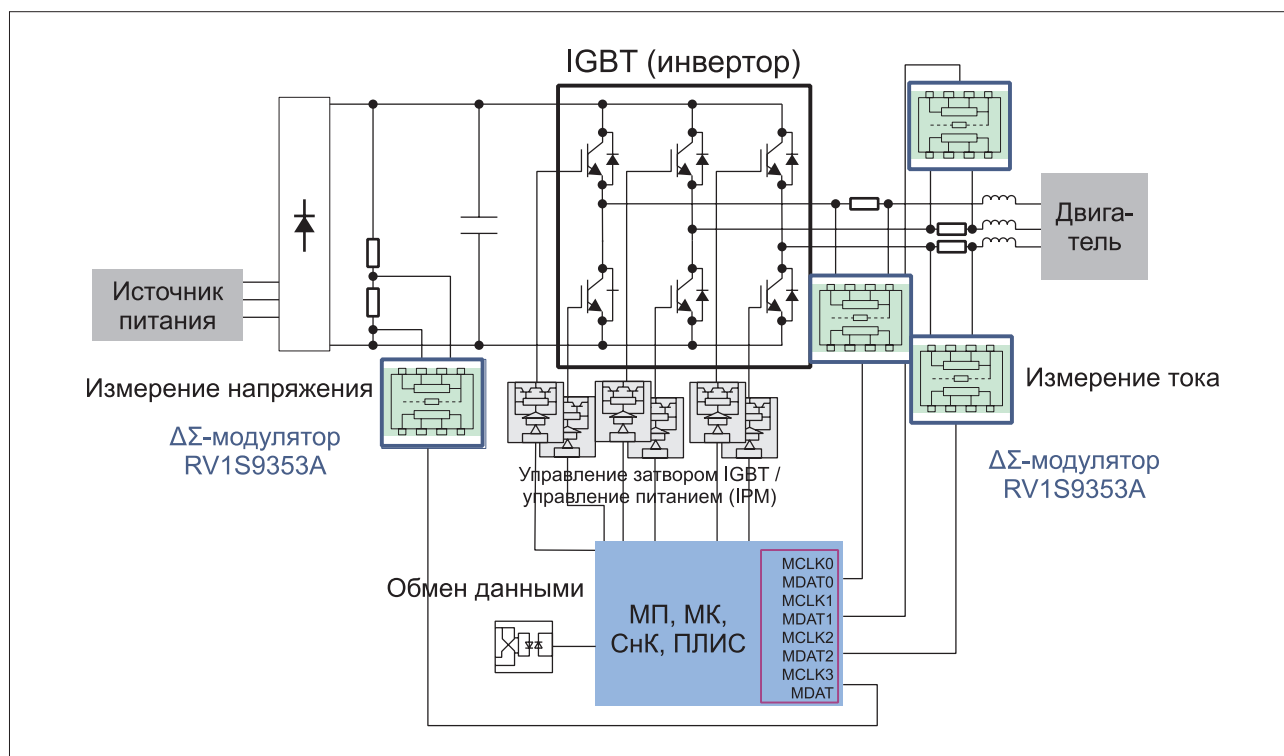 IGBT (инвертор)
Двига-
тель
Источник
питания
Измерение напряжения
Измерение тока
ΔΣ-модулятор
RV1S9353A
ΔΣ-модулятор
RV1S9353A
Управление затвором IGBT /
управление питанием (IPM)
Обмен данными
МП, МК,
СнК, ПЛИС
MCLK0
MDAT0
MCLK1
MDAT1
MCLK2
MDAT2
MCLK3
MDAT